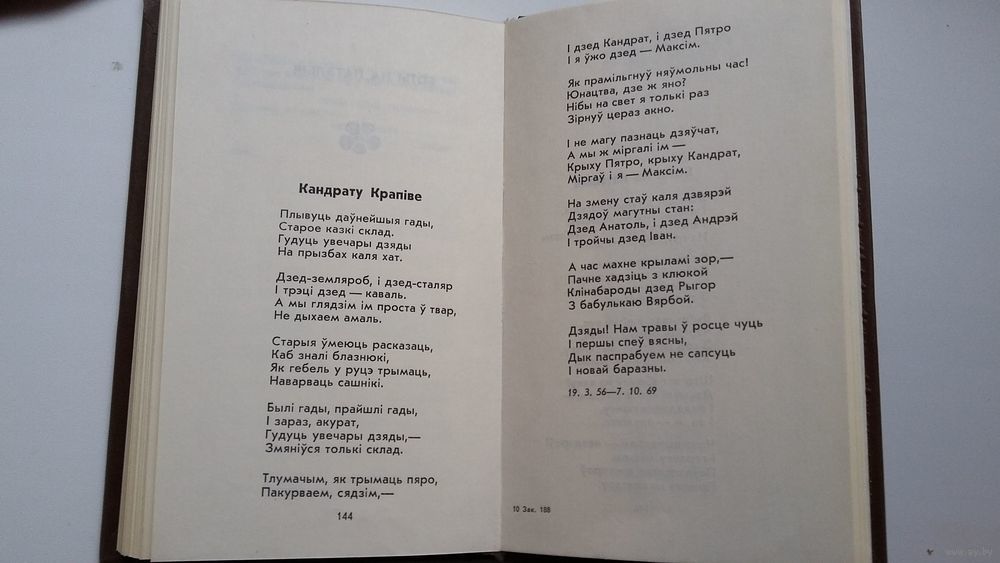 Кандрату Крапіве
Плывуць даўнейшыя гады,
Старое казкі склад.
Гудуць увечары дзяды
На прызбах каля хат.
Дзед-земляроб, і дзед-сталяр
І трэці дзед — каваль.
А мы глядзім ім проста ў твар,
Не дыхаем амаль.
Старыя ўмеюць расказаць,
Каб зналі блазнюкі,
Як гебель у руцэ трымаць,
Наварваць сашнікі.
Былі гады, прайшлі гады,
І зараз, акурат,
Гудуць увечары дзяды,—
Змяніўся толькі склад.
Тлумачым, як трымаць пяро,
Пакурваем, сядзім,—
144
І дзед Кандрат, і дзед Пятро
І я ўжо дзед — Максім.
Як прамільгнуў няўмольны час!
Юнацтва, дзе ж яно?
Нібы на свет я толькі раз
Зірнуў цераз акно.
І не магу пазнаць дзяўчат,
А мы ж міргалі ім —
Крыху Пятро, крыху Кандрат,
Міргаў і я — Максім.
На змену стаў каля дзвярэй
Дзядоў магутны стан:
Дзед Анатоль, і дзед Андрэй
І тройчы дзед Іван.
А час махне крыламі зор,—
Пачне хадзіць з клюкой
Клінабароды дзед Рыгор
З бабулькаю Вярбой.
Дзяды! Нам травы ў росце чуць
І першы спеў вясны,
Дык паспрабуем не сапсуць
І новай баразны.
19. 3. 56—7. 10. 69
10 Зак. 188
www.ay.by